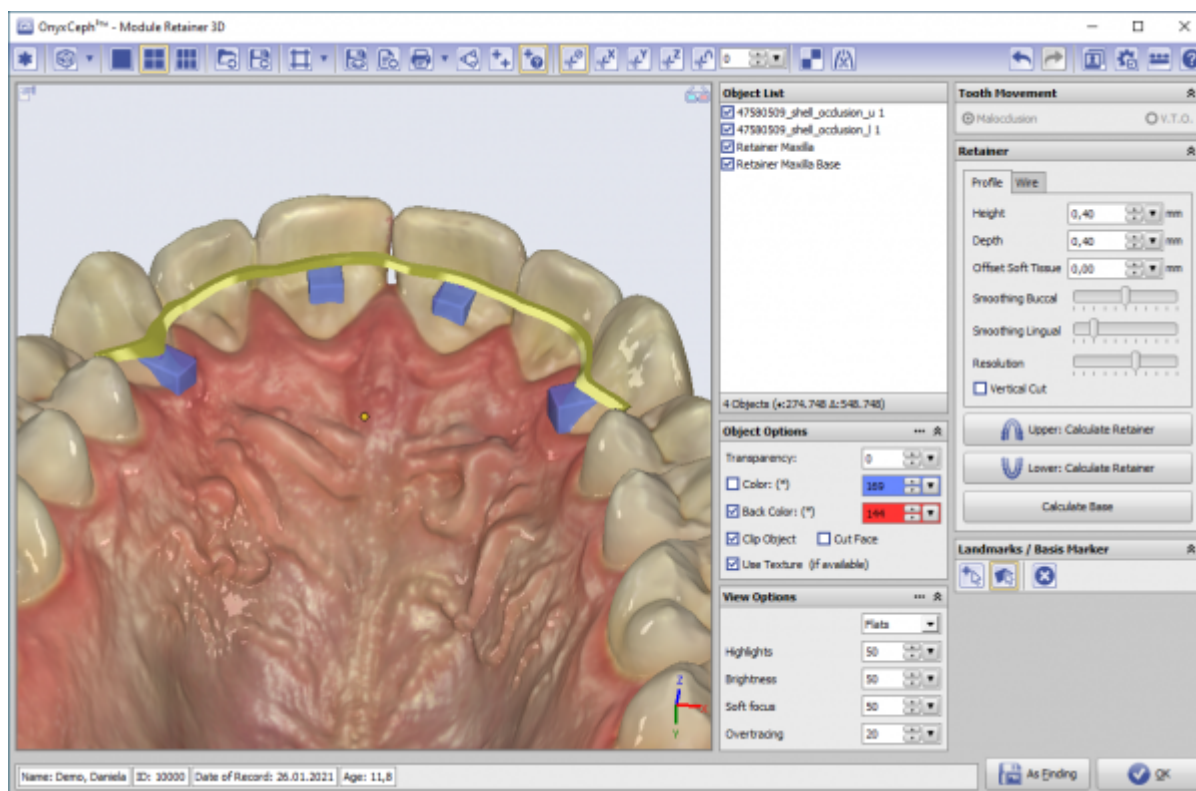 OnyxCeph³™ - Module Retainer 3D
0
Object List
47580509_shell_occlusion_u 1
47580509_shell_occlusion_l 1
Retainer Maxilla
Retainer Maxilla Base
4 Objects (+:274.748 Δ:548.748)
Object Options
Transparency: 0
Color: (*) 169
Back Color: (*) 144
Clip Object Cut Face
Use Texture (if available)
View Options
Flats
Highlights 50
Brightness 50
Soft focus 50
Overtracing 20
Tooth Movement
Malocclusion V.T.O.
Retainer
Profile Wire
Height 0,40 mm
Depth 0,40 mm
Offset Soft Tissue 0,00 mm
Smoothing Buccal
Smoothing Lingual
Resolution
Vertical Cut
Upper: Calculate Retainer
Lower: Calculate Retainer
Calculate Base
Landmarks / Basis Marker
Z
Y
Name: Demo, Daniela ID: 10000 Date of Record: 26.01.2021 Age: 11,8
As Finding
OK